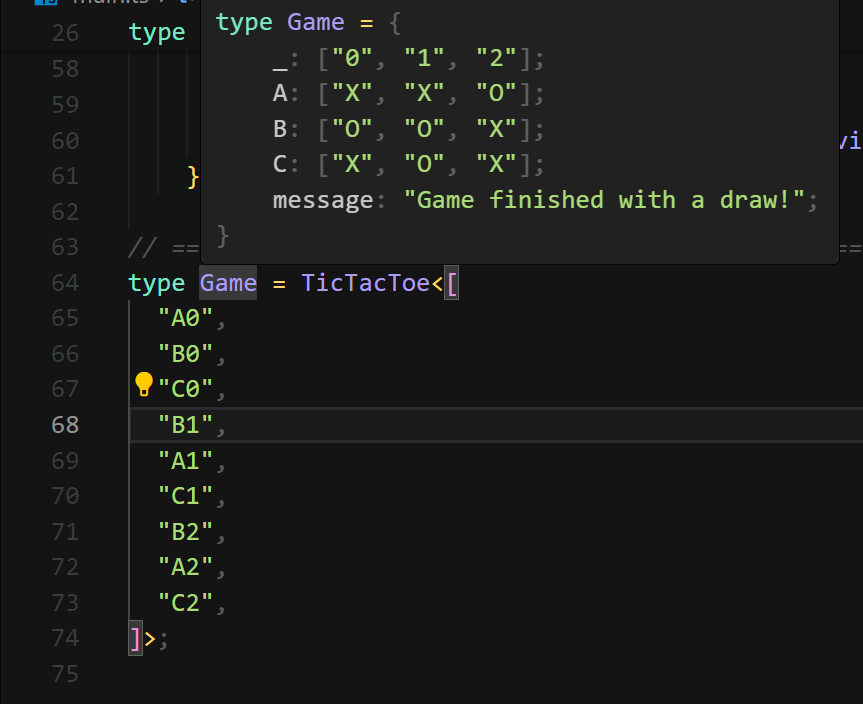 26 type
type Game = {
_: ["0", "1", "2"];
A: ["X", "X", "O"];
B: ["O", "O", "X"];
C: ["X", "O", "X"];
message: "Game finished with a draw!";
}
58
59
60 vi
61 }
62
63 // == ==
64 type Game = TicTacToe<[
65 "A0",
66 "B0",
67 "C0",
68 "B1",
69 "A1",
70 "C1",
71 "B2",
72 "A2",
73 "C2",
74 ]>;
75